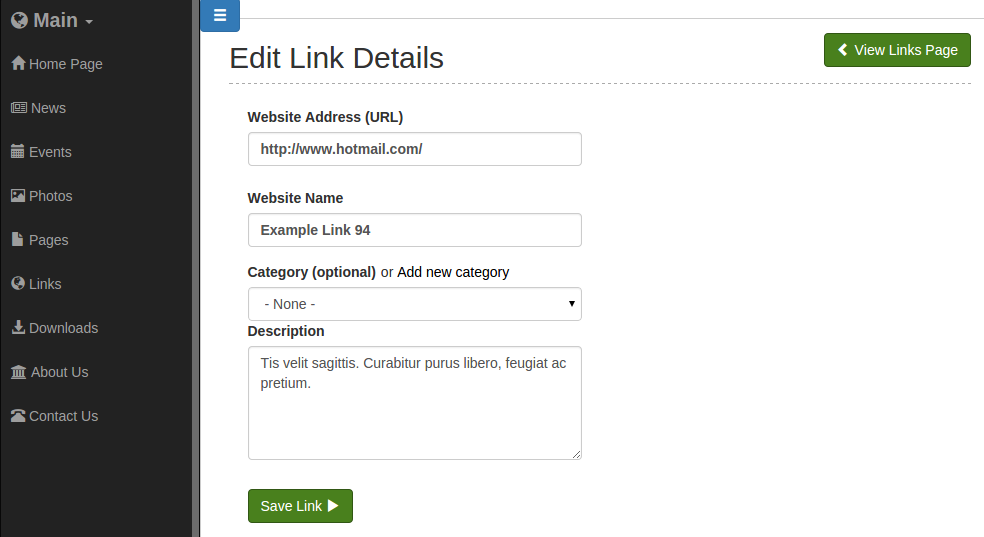 Main
Home Page
News
Events
Photos
Pages
Links
Downloads
About Us
Contact Us
Edit Link Details
View Links Page
Website Address (URL)
http://www.hotmail.com/
Website Name
Example Link 94
Category (optional) or Add new category
- None -
Description
Tis velit sagittis. Curabitur purus libero, feugiat ac
pretium.
Save Link